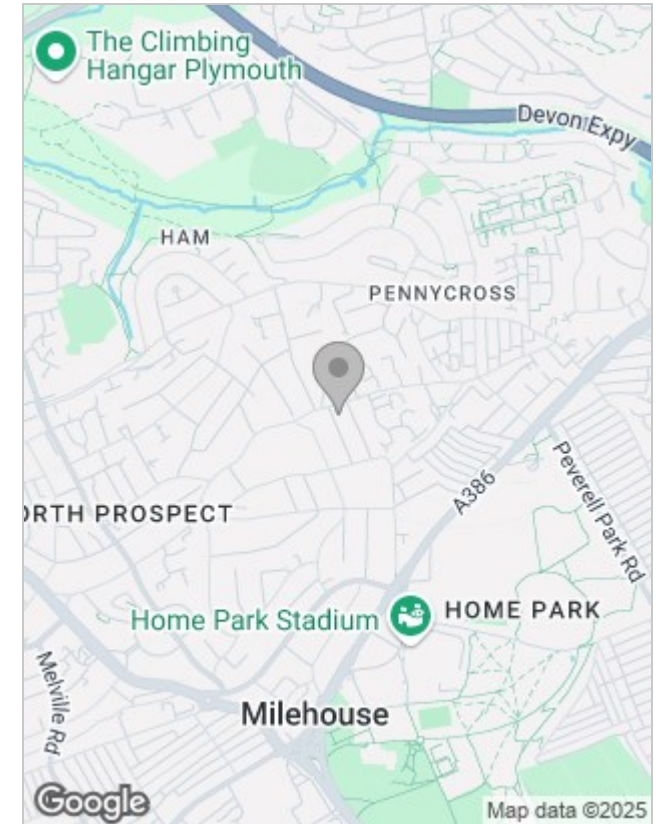 The Climbing
Hangar Plymouth
Devon Expy
HAM
PENNYCROSS
ORTH PROSPECT
A386
Peverell Park Rd
Home Park Stadium
HOME PARK
Melville Rd
Milehouse
Google
Map data ©2025